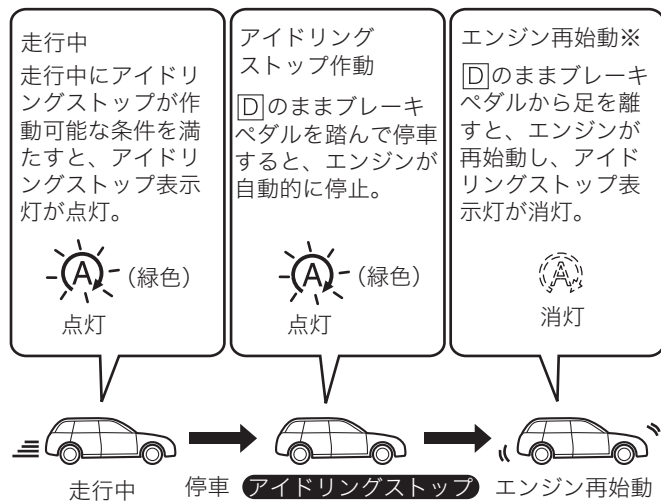 走行中
走行中にアイドリ
ングストップが作
動可能な条件を満
たすと、アイドリ
ングストップ表示
灯が点灯。
A
(緑色)
点灯
アイドリング
ストップ作動
Dのままブレーキ
ペダルを踏んで停車
すると、エンジンが
自動的に停止。
A
(緑色)
点灯
エンジン再始動※
Dのままブレーキ
ペダルから足を離
すと、エンジンが
再始動し、アイド
リングストップ表
示灯が消灯。
A
消灯
走行中
停車
アイドリングストップ
エンジン再始動